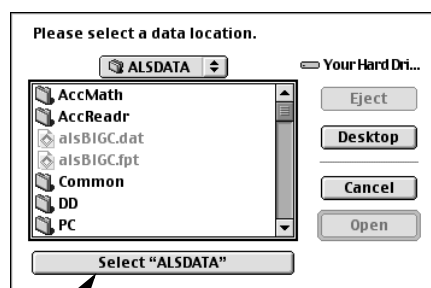 Please select a data location.
ALSDATA
Your Hard Dri...
AccMath
AccReadr
alsBIGC.dat
alsBIGC.fpt
Common
DD
PC
Eject
Desktop
Cancel
Open
Select “ALSDATA”